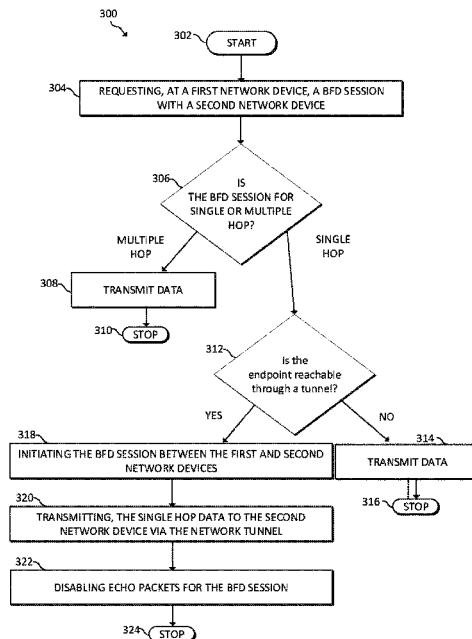 300
302
START
304
REQUESTING, AT A FIRST NETWORK DEVICE, A BFD SESSION
WITH A SECOND NETWORK DEVICE
306
IS
THE BFD SESSION FOR
SINGLE OR MULTIPLE
HOP?
MULTIPLE
HOP
SINGLE
HOP
308
TRANSMIT DATA
310
STOP
312
Is the
endpoint reachable
through a tunnel?
YES
NO
318
INITIATING THE BFD SESSION BETWEEN THE FIRST AND SECOND
NETWORK DEVICES
314
TRANSMIT DATA
316
STOP
320
TRANSMITTING, THE SINGLE HOP DATA TO THE SECOND
NETWORK DEVICE VIA THE NETWORK TUNNEL
322
DISABLING ECHO PACKETS FOR THE BFD SESSION
324
STOP